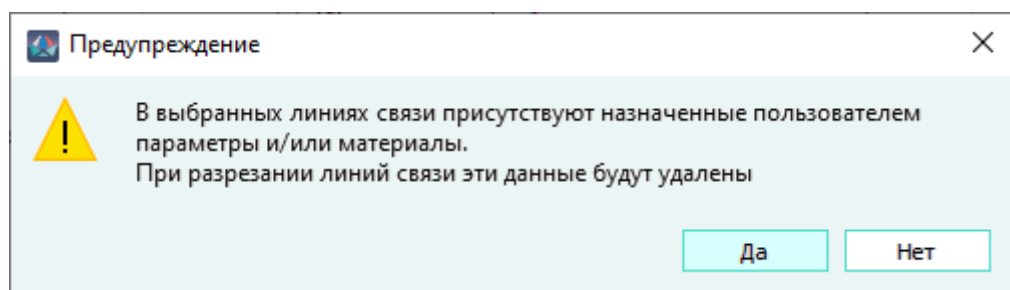 Предупреждение
В выбранных линиях связи присутствуют назначенные пользователем
параметры и/или материалы.
При разрезании линий связи эти данные будут удалены
Да
Нет